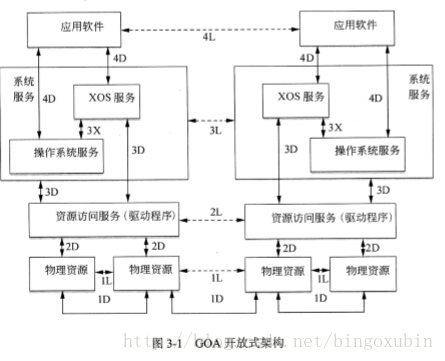 应用软件 4L 应用软件
4D 4D 4D 4D
系统服务 XOS 服务 3X 操作系统服务 3D
3L
系统服务 XOS 服务 3X 操作系统服务 3D
3D 3D
资源访问服务(驱动程序) 2L 资源访问服务(驱动程序)
2D 2D 2D 2D
物理资源 1L 物理资源 1L 物理资源 1L 物理资源
1D 1D 1D
图 3-1 GOA 开放式架构